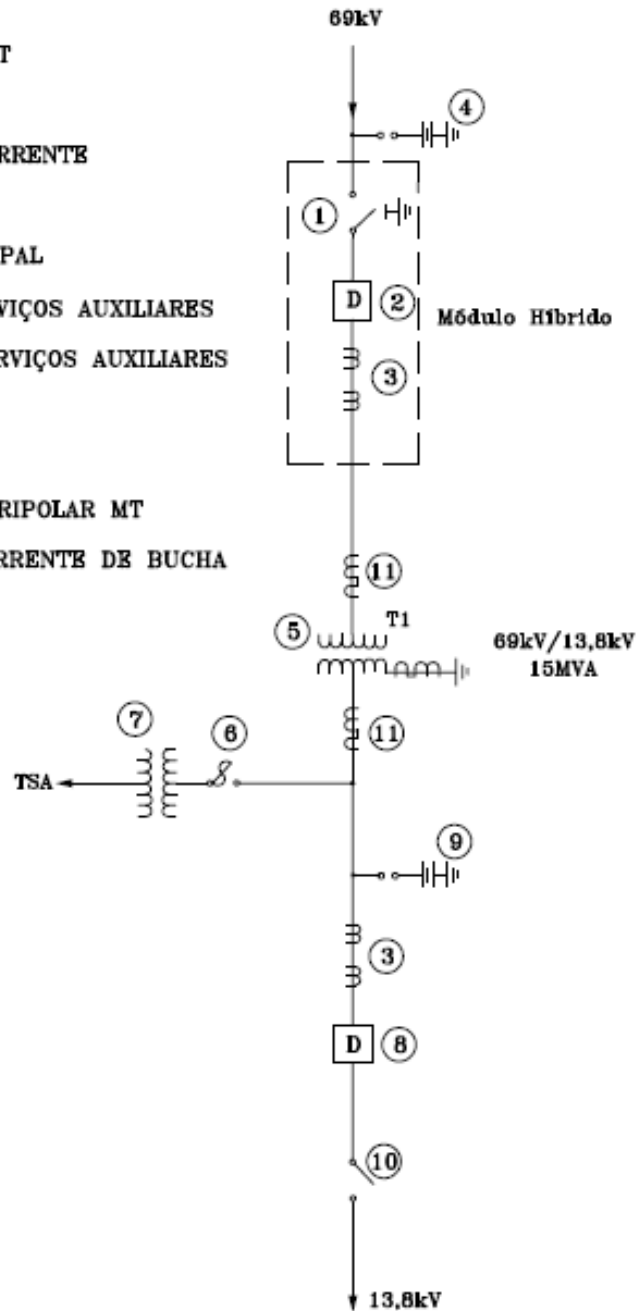 69kV
T
4
RRENTE
1
PAL
D
2
VIÇOS AUXILIARES
Módulo Híbrido
RVIÇOS AUXILIARES
3
RIPOLAR MT
RRENTE DE BUCHA
11
5
T1
69kV/13,8kV
15MVA
7
6
11
TSA
9
3
D
8
10
13,8kV